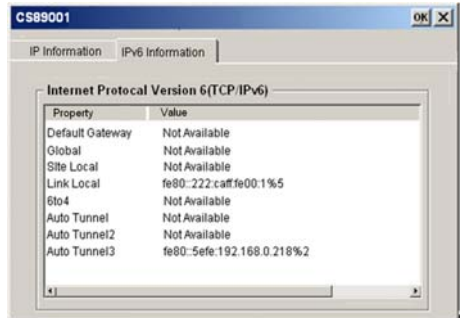 CS89001
OK X
IP Information IPv6 Information
Internet Protocal Version 6(TCP/IPv6)
Property Value
Default Gateway Not Available
Global Not Available
Site Local Not Available
Link Local fe80::222:caff:fe00:1%5
6to4 Not Available
Auto Tunnel Not Available
Auto Tunnel2 Not Available
Auto Tunnel3 fe80::5efe:192.168.0.218%2